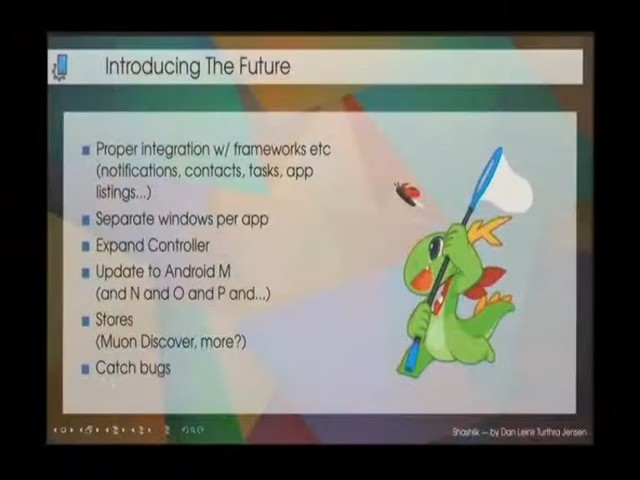 Introducing The Future
Proper integration w/ frameworks etc
(notifications, contacts, tasks, app
listings...)
Separate windows per app
Expand Controller
Update to Android M
(and N and O and P and...)
Stores
(Muon Discover, more?)
Catch bugs
Shashlik — by Dan Leinir Turthra Jensen